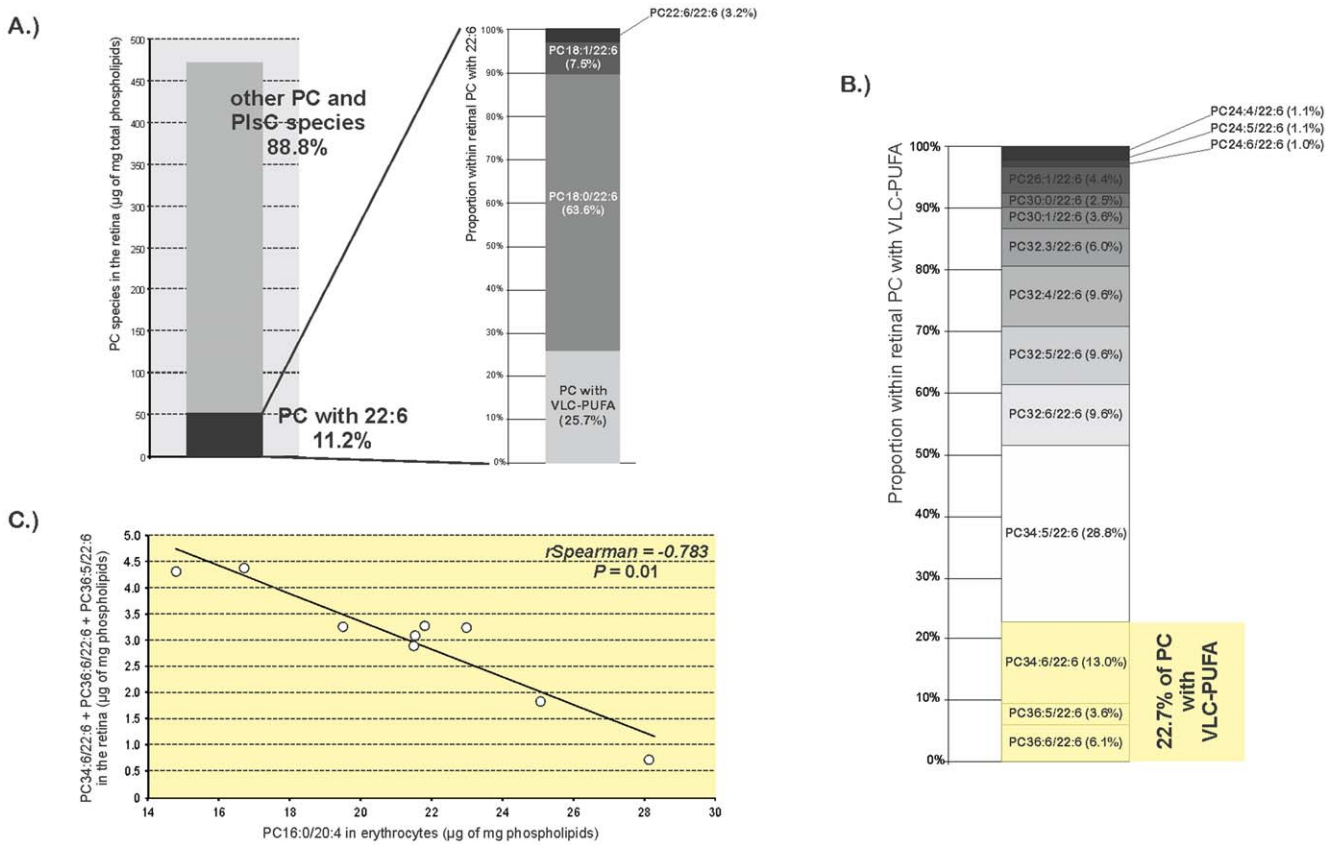 A.)
PC species in the retina (µg of mg total phospholipids)
500
450
400
350
300
250
200
150
100
50
0
other PC and
PlsC species
88.8%
PC with 22:6
11.2%
Proportion within retinal PC with 22:6
100%
90%
80%
70%
60%
50%
40%
30%
20%
10%
0%
PC22:6/22:6 (3.2%)
PC18:1/22:6
(7.5%)
PC18:0/22:6
(63.6%)
PC with
VLC-PUFA
(25.7%)
B.)
Proportion within retinal PC with VLC-PUFA
100%
90%
80%
70%
60%
50%
40%
30%
20%
10%
0%
PC24:4/22:6 (1.1%)
PC24:5/22:6 (1.1%)
PC24:6/22:6 (1.0%)
PC26:1/22:6 (4.4%)
PC30:0/22:6 (2.5%)
PC30:1/22:6 (3.6%)
PC32.3/22:6 (6.0%)
PC32:4/22:6 (9.6%)
PC32:5/22:6 (9.6%)
PC32:6/22:6 (9.6%)
PC34:5/22:6 (28.8%)
PC34:6/22:6 (13.0%)
PC36:5/22:6 (3.6%)
PC36:6/22:6 (6.1%)
22.7% of PC
with
VLC-PUFA
C.)
PC34:6/22:6 + PC36:6/22:6 + PC36:5/22:6
in the retina (µg of mg phospholipids)
5.0
4.5
4.0
3.5
3.0
2.5
2.0
1.5
1.0
0.5
0
rSpearman = -0.783
P = 0.01
14 16 18 20 22 24 26 28 30
PC16:0/20:4 in erythrocytes (µg of mg phospholipids)